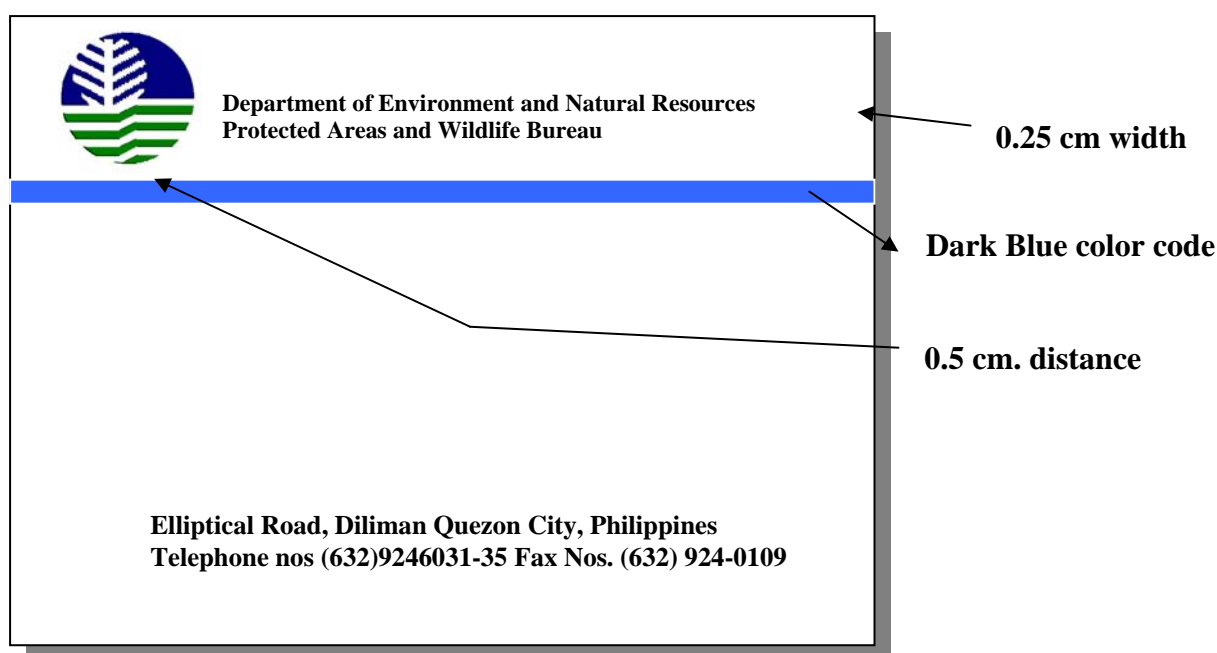 Department of Environment and Natural Resources
Protected Areas and Wildlife Bureau
0.25 cm width
Dark Blue color code
0.5 cm. distance
Elliptical Road, Diliman Quezon City, Philippines
Telephone nos (632)9246031-35 Fax Nos. (632) 924-0109